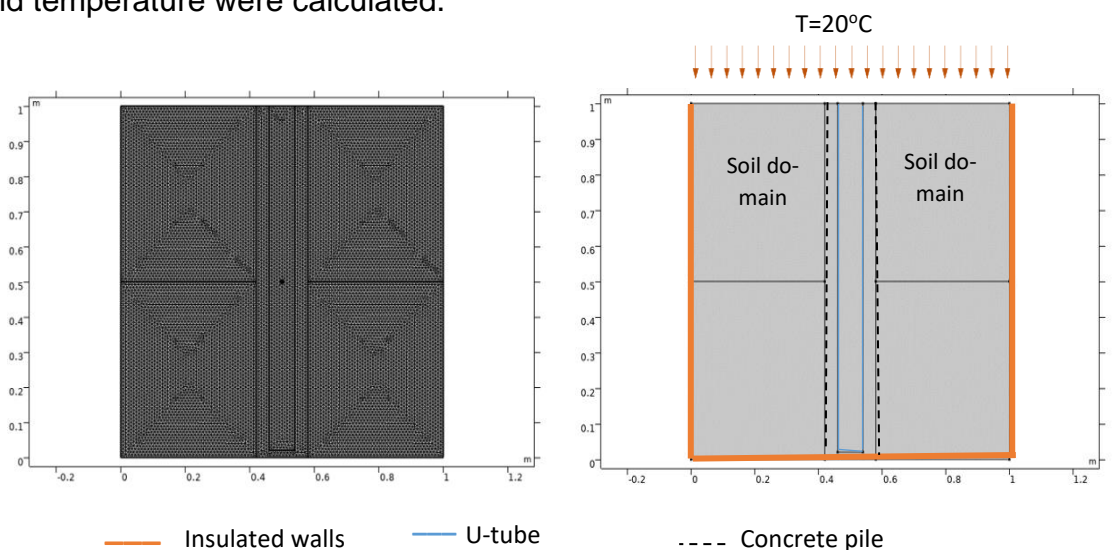 nd temperature were calculated.
T=20°C
m
1
0.9
0.8
0.7
0.6
0.5
0.4
0.3
0.2
0.1
0
-0.2 0 0.2 0.4 0.6 0.8 1 1.2
m
m
1
0.9
0.8
0.7
0.6
0.5
0.4
0.3
0.2
0.1
0
-0.2 0 0.2 0.4 0.6 0.8 1 1.2
m
Soil do-
main
Soil do-
main
Insulated walls U-tube Concrete pile